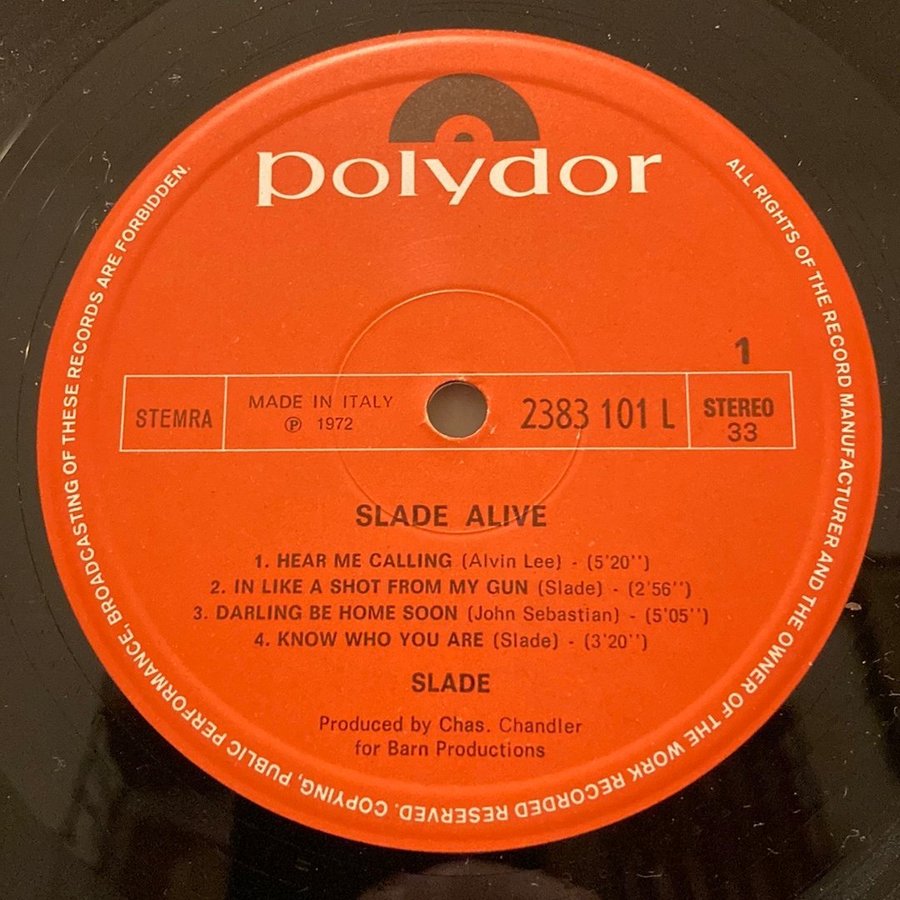 polydor
ALL RIGHTS OF THE RECORD MANUFACTURER AND THE OWNER OF THE WORK RECORDED RESERVED. COPYING, PUBLIC PERFORMANCE, BROADCASTING OF THESE RECORDS ARE FORBIDDEN.
1
STEMRA
MADE IN ITALY
℗ 1972
2383 101 L
STEREO
33
SLADE ALIVE
1. HEAR ME CALLING (Alvin Lee) - (5'20'')
2. IN LIKE A SHOT FROM MY GUN (Slade) - (2'56'')
3. DARLING BE HOME SOON (John Sebastian) - (5'05'')
4. KNOW WHO YOU ARE (Slade) - (3'20'')
SLADE
Produced by Chas. Chandler
for Barn Productions